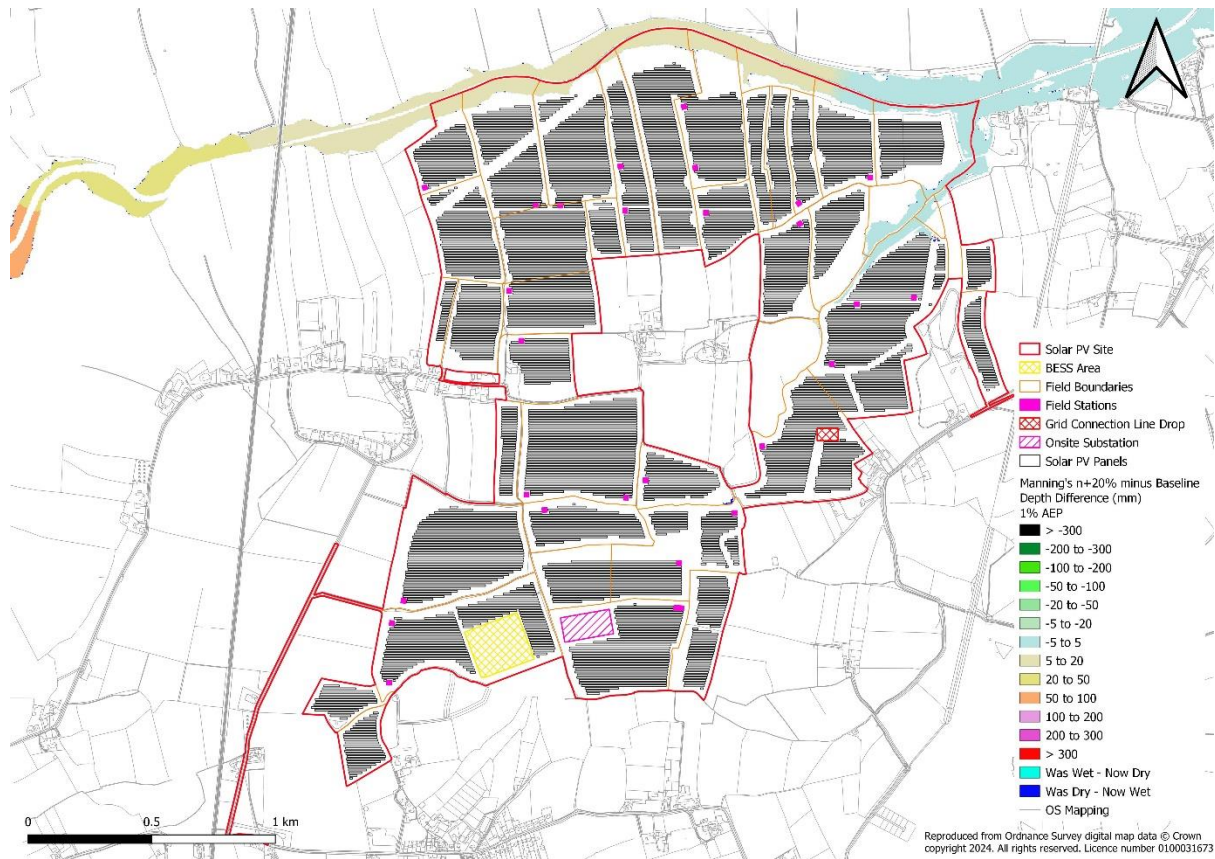 Solar PV Site
BESS Area
Field Boundaries
Field Stations
Grid Connection Line Drop
Onsite Substation
Solar PV Panels
Manning's n+20% minus Baseline
Depth Difference (mm)
1% AEP
> -300
-200 to -300
-100 to -200
-50 to -100
-20 to -50
-5 to -20
-5 to 5
5 to 20
20 to 50
50 to 100
100 to 200
200 to 300
> 300
Was Wet - Now Dry
Was Dry - Now Wet
OS Mapping
0 0.5 1 km
Reproduced from Ordnance Survey digital map data © Crown
copyright 2024. All rights reserved. Licence number 0100031673